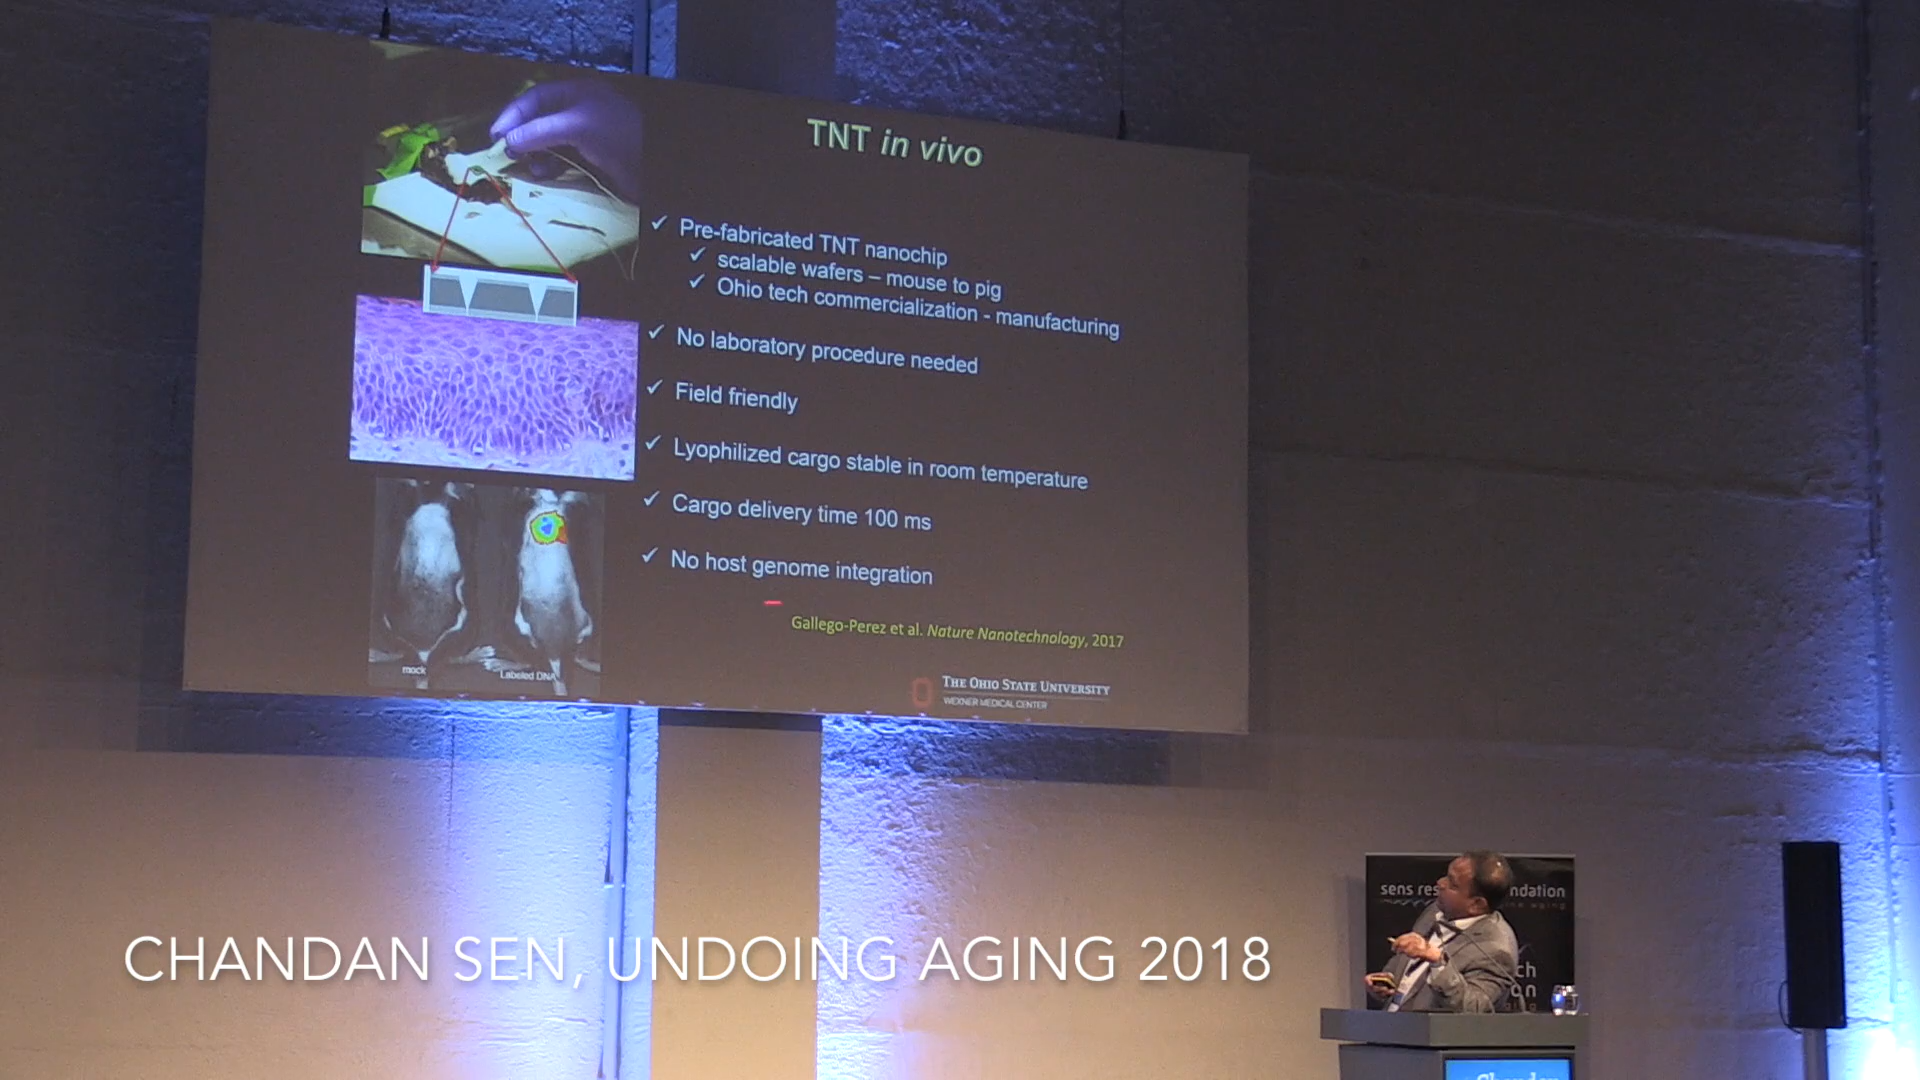 TNT in vivo
✓ Pre-fabricated TNT nanochip
✓ scalable wafers – mouse to pig
✓ Ohio tech commercialization - manufacturing
✓ No laboratory procedure needed
✓ Field friendly
✓ Lyophilized cargo stable in room temperature
✓ Cargo delivery time 100 ms
✓ No host genome integration
mock
Labeled DNA
Gallego-Perez et al. Nature Nanotechnology, 2017
THE OHIO STATE UNIVERSITY
WEXNER MEDICAL CENTER
sens res
ndation
ch
CHANDAN SEN, UNDOING AGING 2018
Chandan